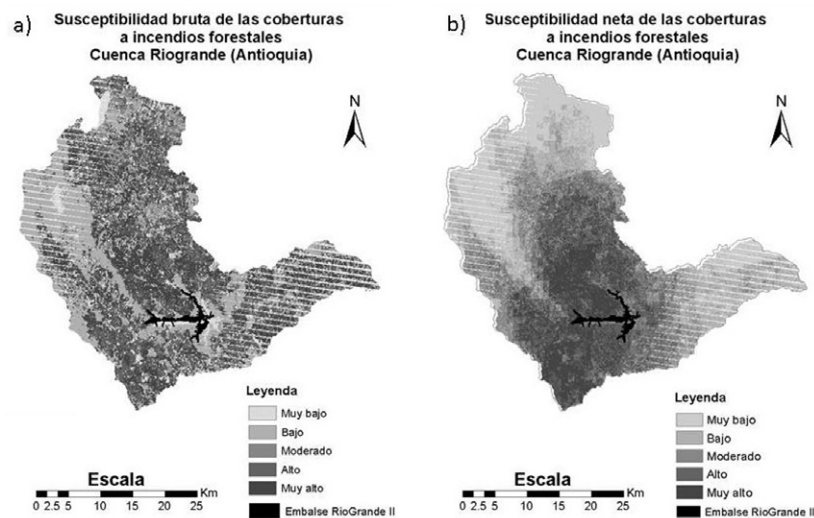 a)
Susceptibilidad bruta de las coberturas
a incendios forestales
Cuenca Riogrande (Antioquia)
N
Leyenda
Muy bajo
Bajo
Moderado
Alto
Muy alto
Embalse RioGrande II
Escala
Km
0 2.5 5 10 15 20 25
b)
Susceptibilidad neta de las coberturas
a incendios forestales
Cuenca Riogrande (Antioquia)
N
Leyenda
Muy bajo
Bajo
Moderado
Alto
Muy alto
Embalse RioGrande II
Escala
Km
0 2.5 5 10 15 20 25